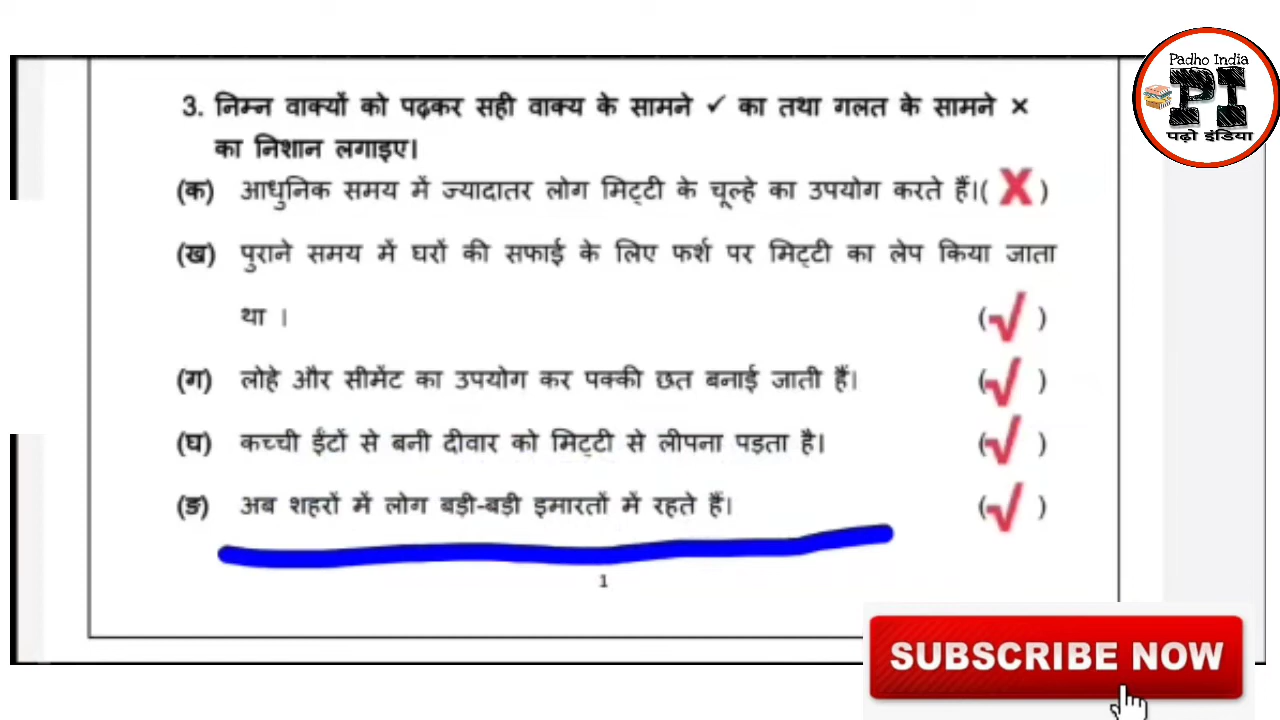 Padho India
PI
पढ़ो इंडिया
3. निम्न वाक्यों को पढ़कर सही वाक्य के सामने ✓ का तथा गलत के सामने ×
का निशान लगाइए।
(क) आधुनिक समय में ज्यादातर लोग मिट्टी के चूल्हे का उपयोग करते हैं।( X )
(ख) पुराने समय में घरों की सफाई के लिए फर्श पर मिट्टी का लेप किया जाता
था । (√ )
(ग) लोहे और सीमेंट का उपयोग कर पक्की छत बनाई जाती हैं। (√ )
(घ) कच्ची ईंटों से बनी दीवार को मिट्टी से लीपना पड़ता है। (√ )
(ङ) अब शहरों में लोग बड़ी-बड़ी इमारतों में रहते हैं। (√ )
1
SUBSCRIBE NOW